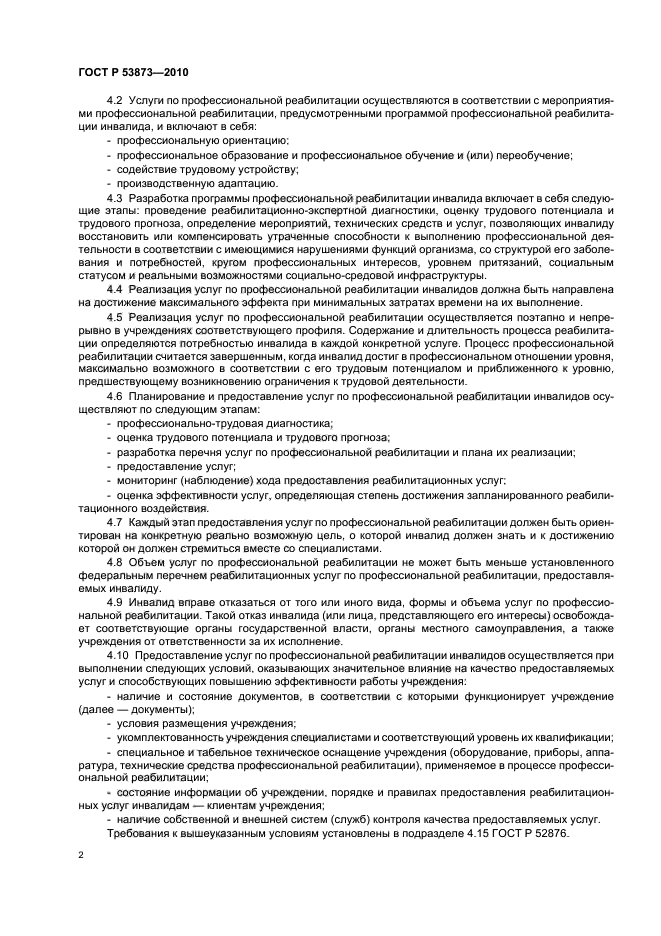 ГОСТ Р 53873—2010
4.2 Услуги по профессиональной реабилитации осуществляются в соответствии с мероприятия-
ми профессиональной реабилитации, предусмотренными программой профессиональной реабилита-
ции инвалида, и включают в себя:
- профессиональную ориентацию;
- профессиональное образование и профессиональное обучение и (или) переобучение;
- содействие трудовому устройству;
- производственную адаптацию.
4.3 Разработка программы профессиональной реабилитации инвалида включает в себя следую-
щие этапы: проведение реабилитационно-экспертной диагностики, оценку трудового потенциала и
трудового прогноза, определение мероприятий, технических средств и услуг, позволяющих инвалиду
восстановить или компенсировать утраченные способности к выполнению профессиональной дея-
тельности в соответствии с имеющимися нарушениями функций организма, со структурой его заболе-
вания и потребностей, кругом профессиональных интересов, уровнем притязаний, социальным
статусом и реальными возможностями социально-средовой инфраструктуры.
4.4 Реализация услуг по профессиональной реабилитации инвалидов должна быть направлена
на достижение максимального эффекта при минимальных затратах времени на их выполнение.
4.5 Реализация услуг по профессиональной реабилитации осуществляется поэтапно и непре-
рывно в учреждениях соответствующего профиля. Содержание и длительность процесса реабилита-
ции определяются потребностью инвалида в каждой конкретной услуге. Процесс профессиональной
реабилитации считается завершенным, когда инвалид достиг в профессиональном отношении уровня,
максимально возможного в соответствии с его трудовым потенциалом и приближенного к уровню,
предшествующему возникновению ограничения к трудовой деятельности.
4.6 Планирование и предоставление услуг по профессиональной реабилитации инвалидов осу-
ществляют по следующим этапам:
- профессионально-трудовая диагностика;
- оценка трудового потенциала и трудового прогноза;
- разработка перечня услуг по профессиональной реабилитации и плана их реализации;
- предоставление услуг;
- мониторинг (наблюдение) хода предоставления реабилитационных услуг;
- оценка эффективности услуг, определяющая степень достижения запланированного реабили-
тационного воздействия.
4.7 Каждый этап предоставления услуг по профессиональной реабилитации должен быть ориен-
тирован на конкретную реально возможную цель, о которой инвалид должен знать и к достижению
которой он должен стремиться вместе со специалистами.
4.8 Объем услуг по профессиональной реабилитации не может быть меньше установленного
федеральным перечнем реабилитационных услуг по профессиональной реабилитации, предоставля-
емых инвалиду.
4.9 Инвалид вправе отказаться от того или иного вида, формы и объема услуг по профессио-
нальной реабилитации. Такой отказ инвалида (или лица, представляющего его интересы) освобожда-
ет соответствующие органы государственной власти, органы местного самоуправления, а также
учреждения от ответственности за их исполнение.
4.10 Предоставление услуг по профессиональной реабилитации инвалидов осуществляется при
выполнении следующих условий, оказывающих значительное влияние на качество предоставляемых
услуг и способствующих повышению эффективности работы учреждения:
- наличие и состояние документов, в соответствии с которыми функционирует учреждение
(далее — документы);
- условия размещения учреждения;
- укомплектованность учреждения специалистами и соответствующий уровень их квалификации;
- специальное и табельное техническое оснащение учреждения (оборудование, приборы, аппа-
ратура, технические средства профессиональной реабилитации), применяемое в процессе професси-
ональной реабилитации;
- состояние информации об учреждении, порядке и правилах предоставления реабилитацион-
ных услуг инвалидам — клиентам учреждения;
- наличие собственной и внешней систем (служб) контроля качества предоставляемых услуг.
Требования к вышеуказанным условиям установлены в подразделе 4.15 ГОСТ Р 52876.
2